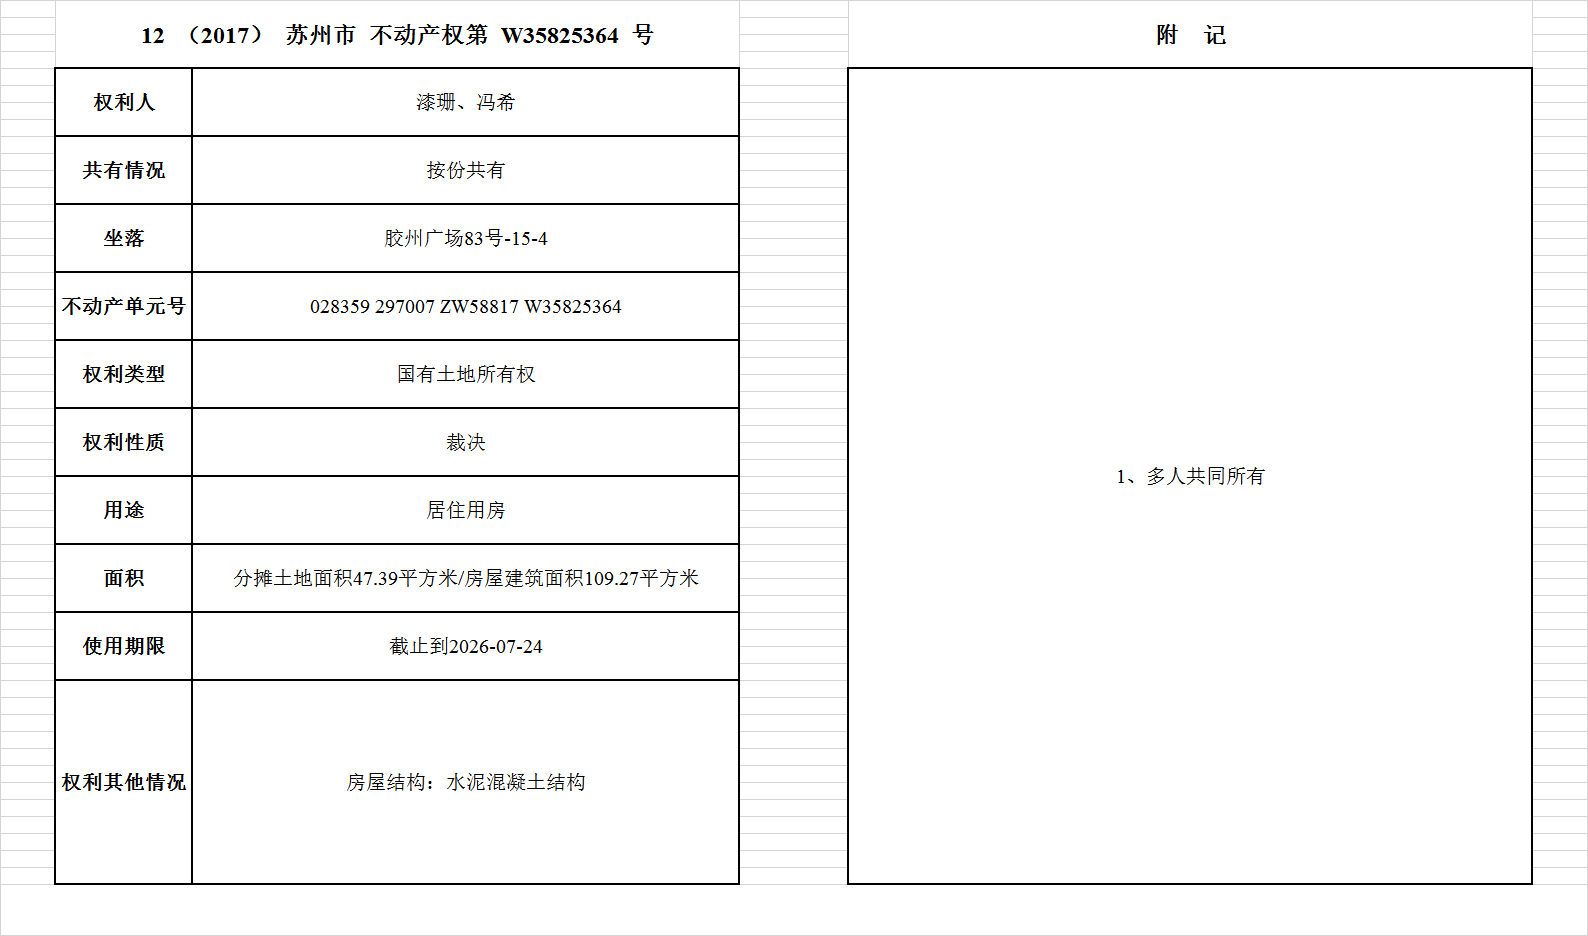 12 （2017） 苏州市 不动产权第 W35825364 号
权利人 漆珊、冯希
共有情况 按份共有
坐落 胶州广场83号-15-4
不动产单元号 028359 297007 ZW58817 W35825364
权利类型 国有土地所有权
权利性质 裁决
用途 居住用房
面积 分摊土地面积47.39平方米/房屋建筑面积109.27平方米
使用期限 截止到2026-07-24
权利其他情况 房屋结构：水泥混凝土结构
附 记
1、多人共同所有